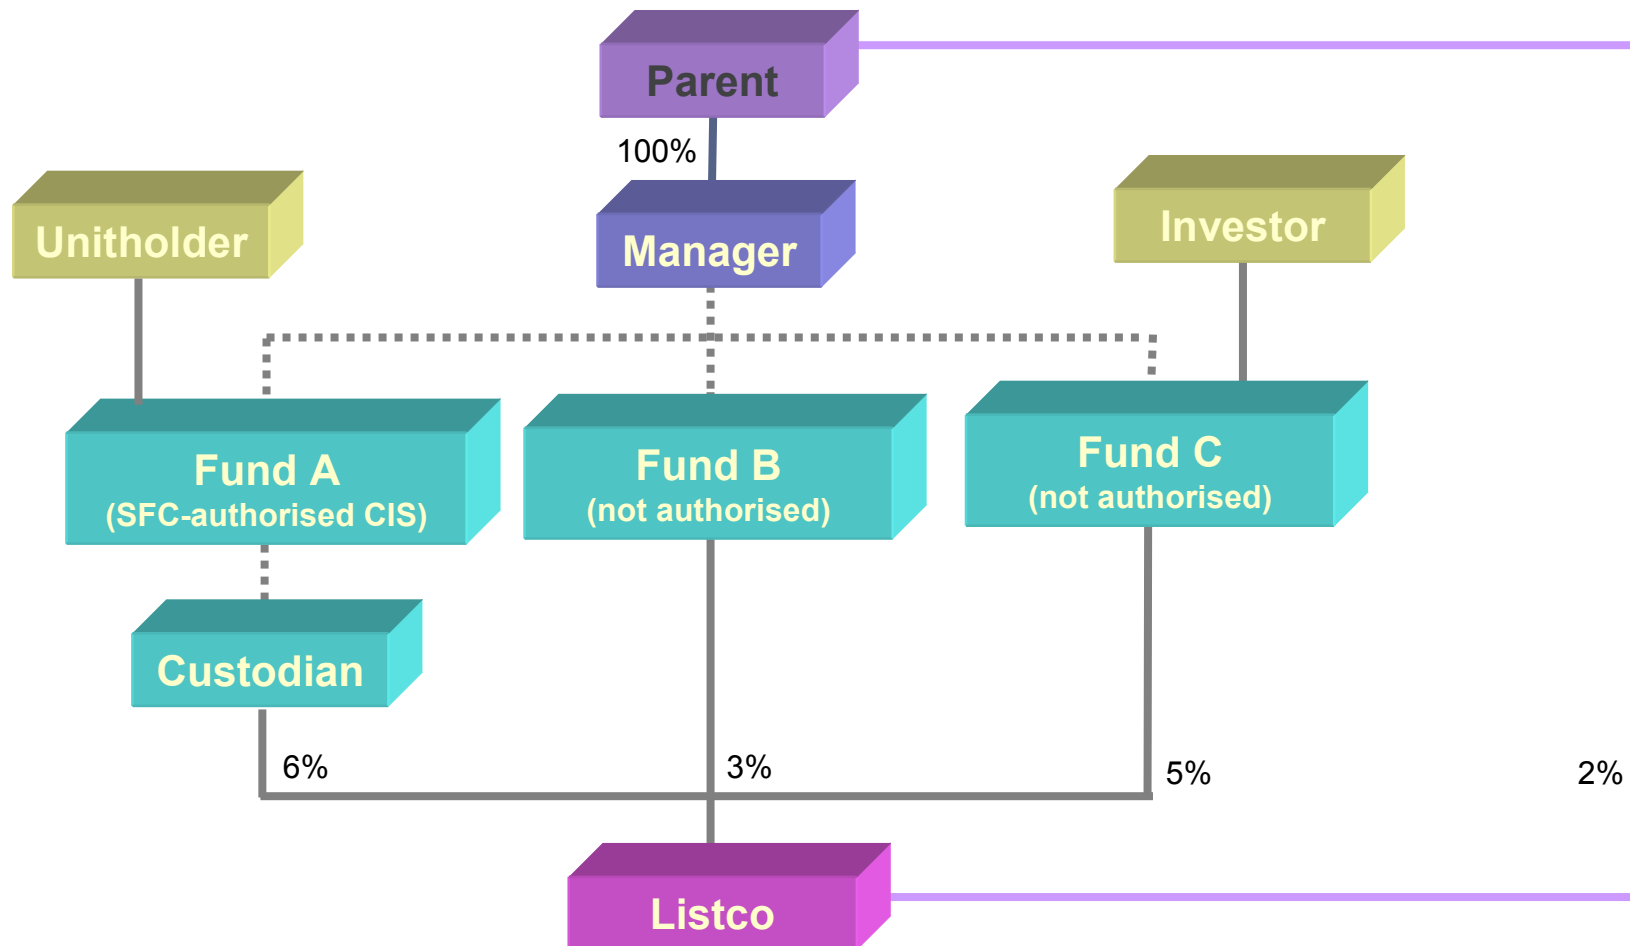 Parent
100%
Unitholder
Manager
Investor
Fund A
(SFC-authorised CIS)
Fund B
(not authorised)
Fund C
(not authorised)
Custodian
6%
3%
5%
2%
Listco